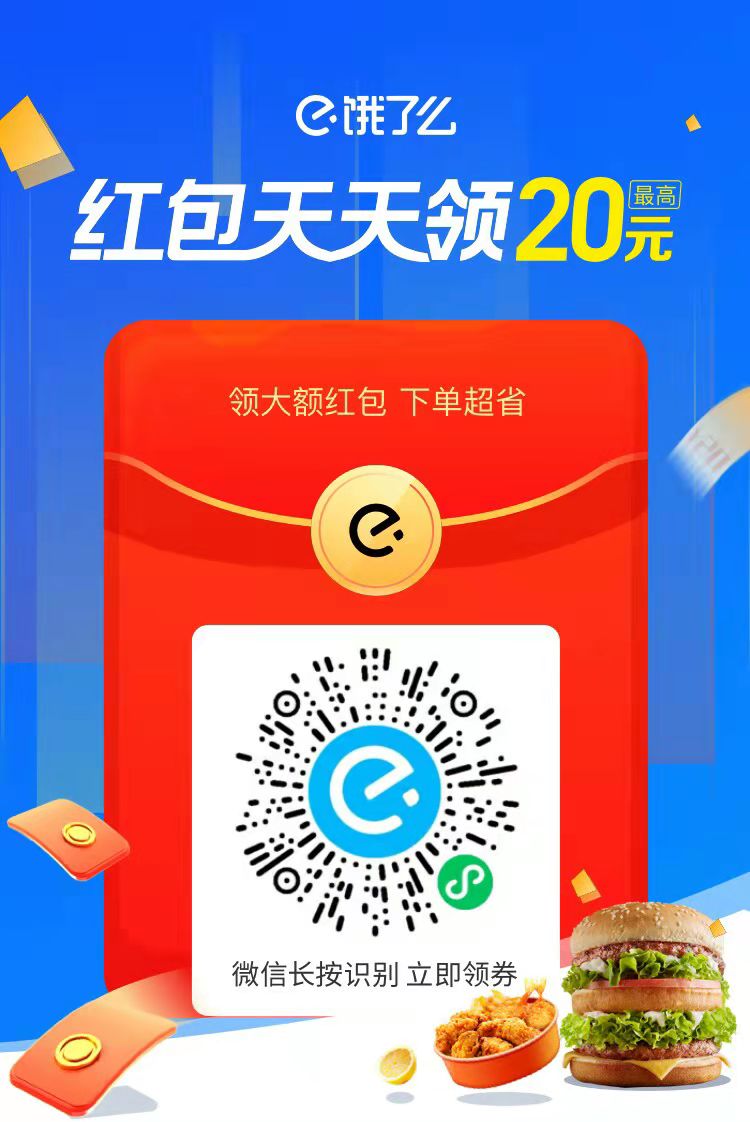 饿了么
红包天天领20元
最高
领大额红包 下单超省
微信长按识别 立即领券